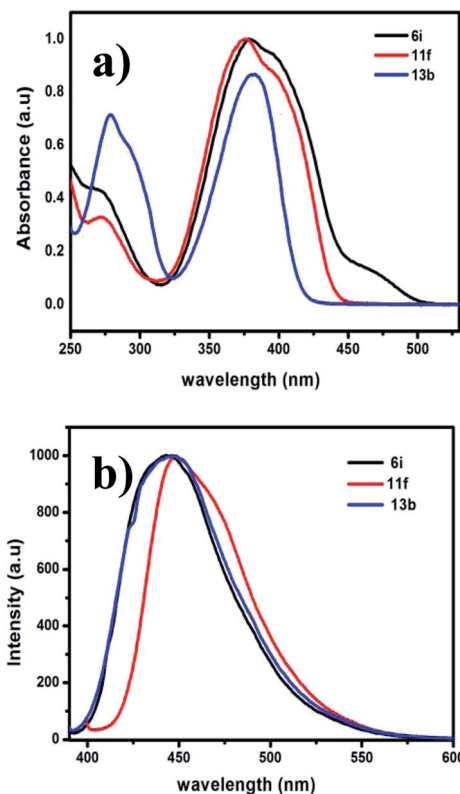 a)
6i
11f
13b
Absorbance (a.u)
1.0
0.8
0.6
0.4
0.2
0.0
250 300 350 400 450 500
wavelength (nm)
b)
6i
11f
13b
Intensity (a.u)
1000
800
600
400
200
0
400 450 500 550 600
wavelength (nm)